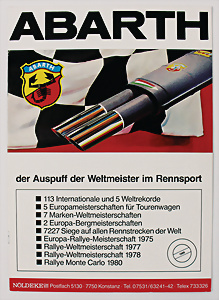 ABARTH
ABARTH
der Auspuff der Weltmeister im Rennsport
113 Internationale und 5 Weltrekorde
5 Europameisterschaften für Tourenwagen
7 Marken-Weltmeisterschaften
2 Europa-Bergmeisterschaften
7227 Siege auf allen Rennstrecken der Welt
Europa-Rallye-Meisterschaft 1975
Rallye-Weltmeisterschaft 1977
Rallye-Weltmeisterschaft 1978
Rallye Monte Carlo 1980
NOLDEKE Postfach 5130 7750 Konstanz Tel. 07531/63241-42 Telex 733326